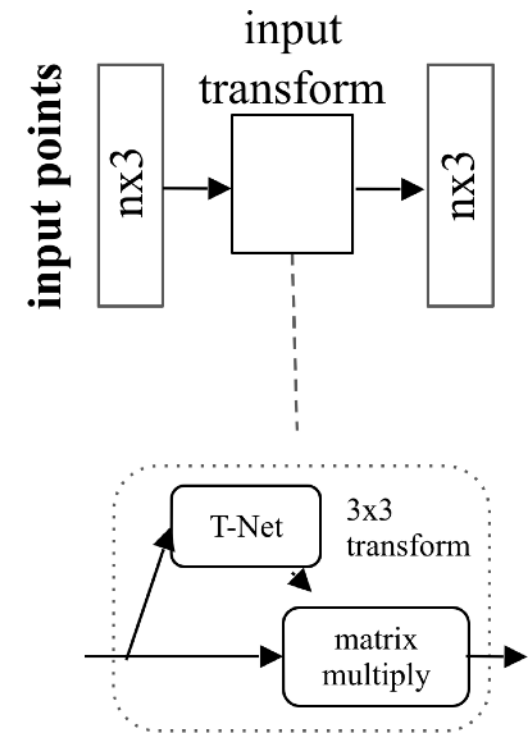 input
transform
input points
nx3
nx3
T-Net
3x3
transform
matrix
multiply